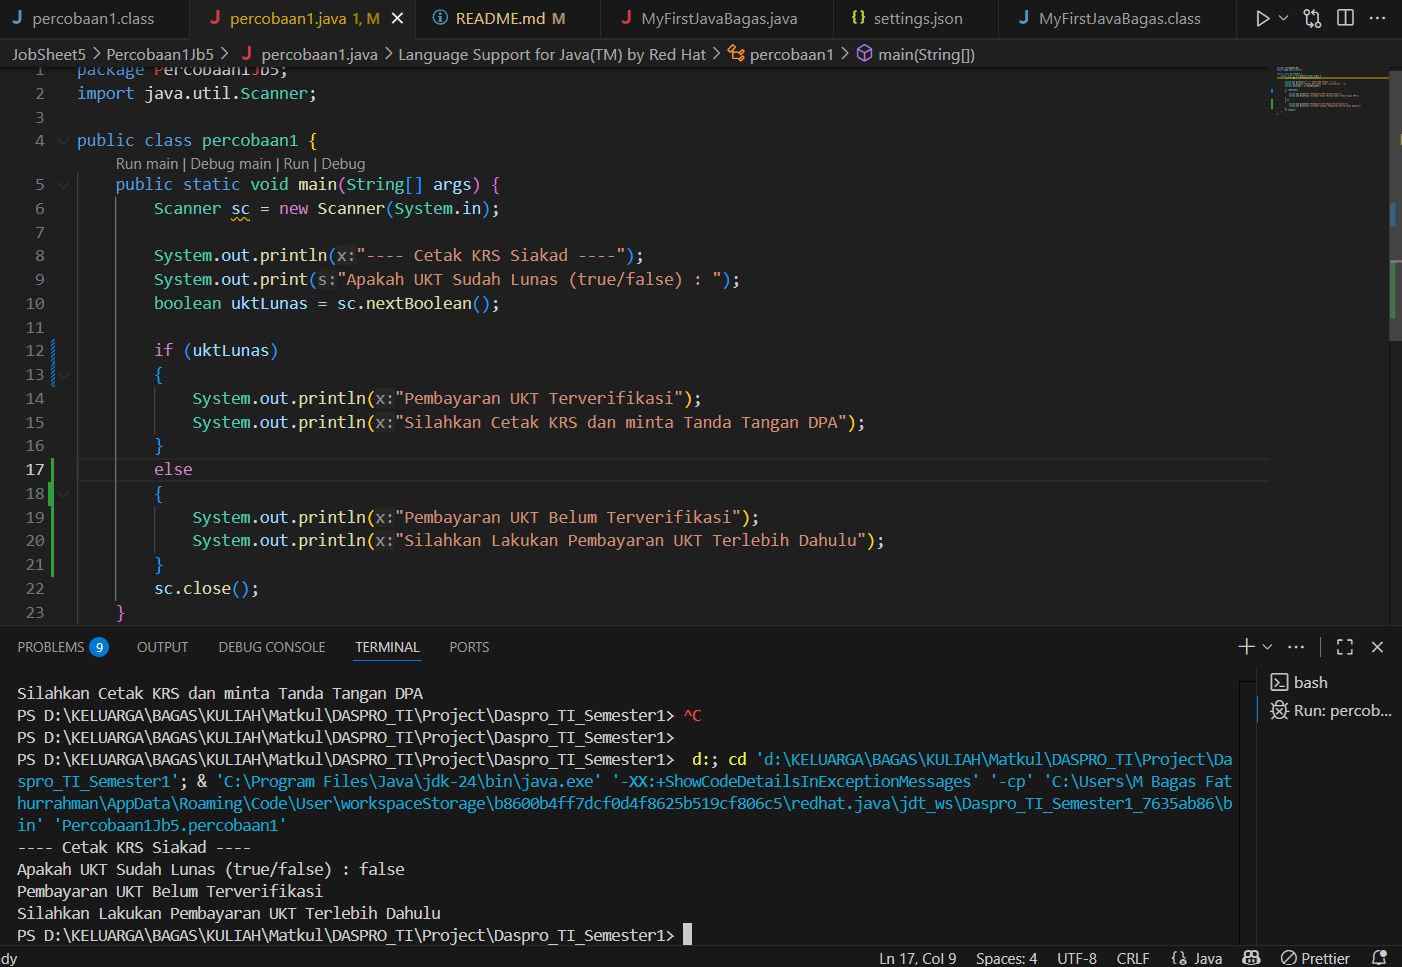 percobaan1.class
percobaan1.java 1, M
README.md M
MyFirstJavaBagas.java
settings.json
MyFirstJavaBagas.class
JobSheet5 > Percobaan1Jb5 > percobaan1.java > Language Support for Java(TM) by Red Hat > percobaan1 > main(String[])
1 package Percobaan1Jb5;
2 import java.util.Scanner;
3
4 public class percobaan1 {
Run main | Debug main | Run | Debug
5 public static void main(String[] args) {
6 Scanner sc = new Scanner(System.in);
7
8 System.out.println(x:"---- Cetak KRS Siakad ----");
9 System.out.print(s:"Apakah UKT Sudah Lunas (true/false) : ");
10 boolean uktLunas = sc.nextBoolean();
11
12 if (uktLunas)
13 {
14 System.out.println(x:"Pembayaran UKT Terverifikasi");
15 System.out.println(x:"Silahkan Cetak KRS dan minta Tanda Tangan DPA");
16 }
17 else
18 {
19 System.out.println(x:"Pembayaran UKT Belum Terverifikasi");
20 System.out.println(x:"Silahkan Lakukan Pembayaran UKT Terlebih Dahulu");
21 }
22 sc.close();
23 }
PROBLEMS 9 OUTPUT DEBUG CONSOLE TERMINAL PORTS
Silahkan Cetak KRS dan minta Tanda Tangan DPA
PS D:\KELUARGA\BAGAS\KULIAH\Matkul\DASPRO_TI\Project\Daspro_TI_Semester1> ^C
PS D:\KELUARGA\BAGAS\KULIAH\Matkul\DASPRO_TI\Project\Daspro_TI_Semester1>
PS D:\KELUARGA\BAGAS\KULIAH\Matkul\DASPRO_TI\Project\Daspro_TI_Semester1> d:; cd 'd:\KELUARGA\BAGAS\KULIAH\Matkul\DASPRO_TI\Project\Da
spro_TI_Semester1'; & 'C:\Program Files\Java\jdk-24\bin\java.exe' '-XX:+ShowCodeDetailsInExceptionMessages' '-cp' 'C:\Users\M Bagas Fat
hurrahman\AppData\Roaming\Code\User\workspaceStorage\b8600b4ff7dcf0d4f8625b519cf806c5\redhat.java\jdt_ws\Daspro_TI_Semester1_7635ab86\b
in' 'Percobaan1Jb5.percobaan1'
---- Cetak KRS Siakad ----
Apakah UKT Sudah Lunas (true/false) : false
Pembayaran UKT Belum Terverifikasi
Silahkan Lakukan Pembayaran UKT Terlebih Dahulu
PS D:\KELUARGA\BAGAS\KULIAH\Matkul\DASPRO_TI\Project\Daspro_TI_Semester1>
bash
Run: percob...
dy
Ln 17, Col 9 Spaces: 4 UTF-8 CRLF Java Prettier